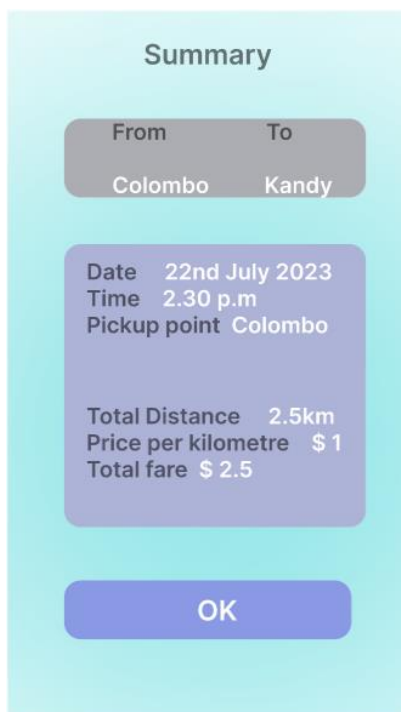 Summary
From To
Colombo Kandy
Date 22nd July 2023
Time 2.30 p.m
Pickup point Colombo
Total Distance 2.5km
Price per kilometre $ 1
Total fare $ 2.5
OK